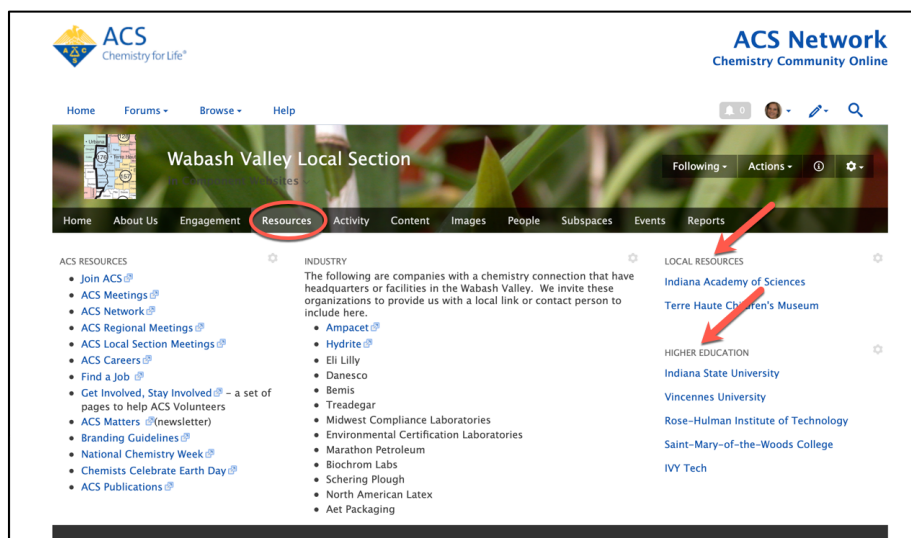 ACS
Chemistry for Life®
ACS Network
Chemistry Community Online
Home Forums Browse Help
0
Wabash Valley Local Section
Following Actions
Home About Us Engagement Resources Activity Content Images People Subspaces Events Reports
ACS RESOURCES
Join ACS
ACS Meetings
ACS Network
ACS Regional Meetings
ACS Local Section Meetings
ACS Careers
Find a Job
Get Involved, Stay Involved – a set of
pages to help ACS Volunteers
ACS Matters (newsletter)
Branding Guidelines
National Chemistry Week
Chemists Celebrate Earth Day
ACS Publications
INDUSTRY
The following are companies with a chemistry connection that have
headquarters or facilities in the Wabash Valley. We invite these
organizations to provide us with a local link or contact person to
include here.
Ampacet
Hydrite
Eli Lilly
Danesco
Bemis
Treadegar
Midwest Compliance Laboratories
Environmental Certification Laboratories
Marathon Petroleum
Biochrom Labs
Schering Plough
North American Latex
Aet Packaging
LOCAL RESOURCES
Indiana Academy of Sciences
Terre Haute Children's Museum
HIGHER EDUCATION
Indiana State University
Vincennes University
Rose-Hulman Institute of Technology
Saint-Mary-of-the-Woods College
IVY Tech